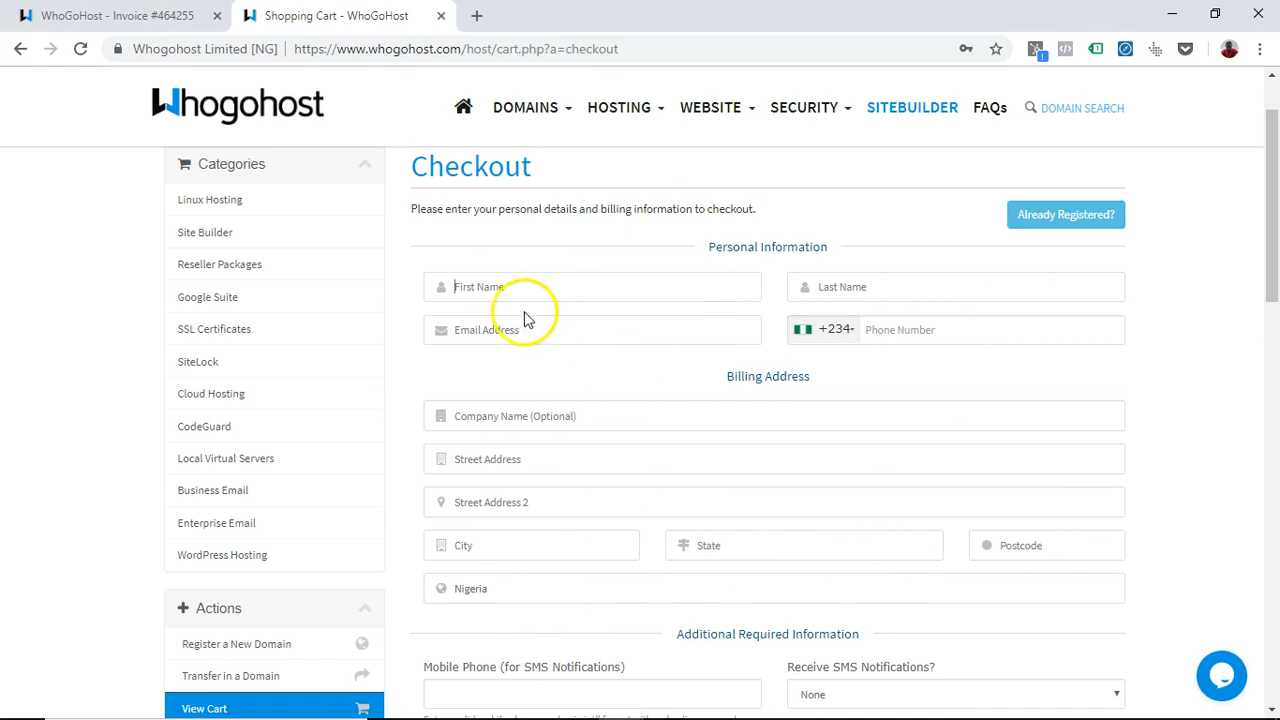 WhoGoHost - Invoice #464255
Shopping Cart - WhoGoHost
Whogohost Limited [NG]
https://www.whogohost.com/host/cart.php?a=checkout
Whogohost
DOMAINS
HOSTING
WEBSITE
SECURITY
SITEBUILDER
FAQs
DOMAIN SEARCH
Categories
Linux Hosting
Site Builder
Reseller Packages
Google Suite
SSL Certificates
SiteLock
Cloud Hosting
CodeGuard
Local Virtual Servers
Business Email
Enterprise Email
WordPress Hosting
Actions
Register a New Domain
Transfer in a Domain
View Cart
Checkout
Please enter your personal details and billing information to checkout.
Already Registered?
Personal Information
First Name
Last Name
Email Address
+234
Phone Number
Billing Address
Company Name (Optional)
Street Address
Street Address 2
City
State
Postcode
Nigeria
Additional Required Information
Mobile Phone (for SMS Notifications)
Receive SMS Notifications?
None